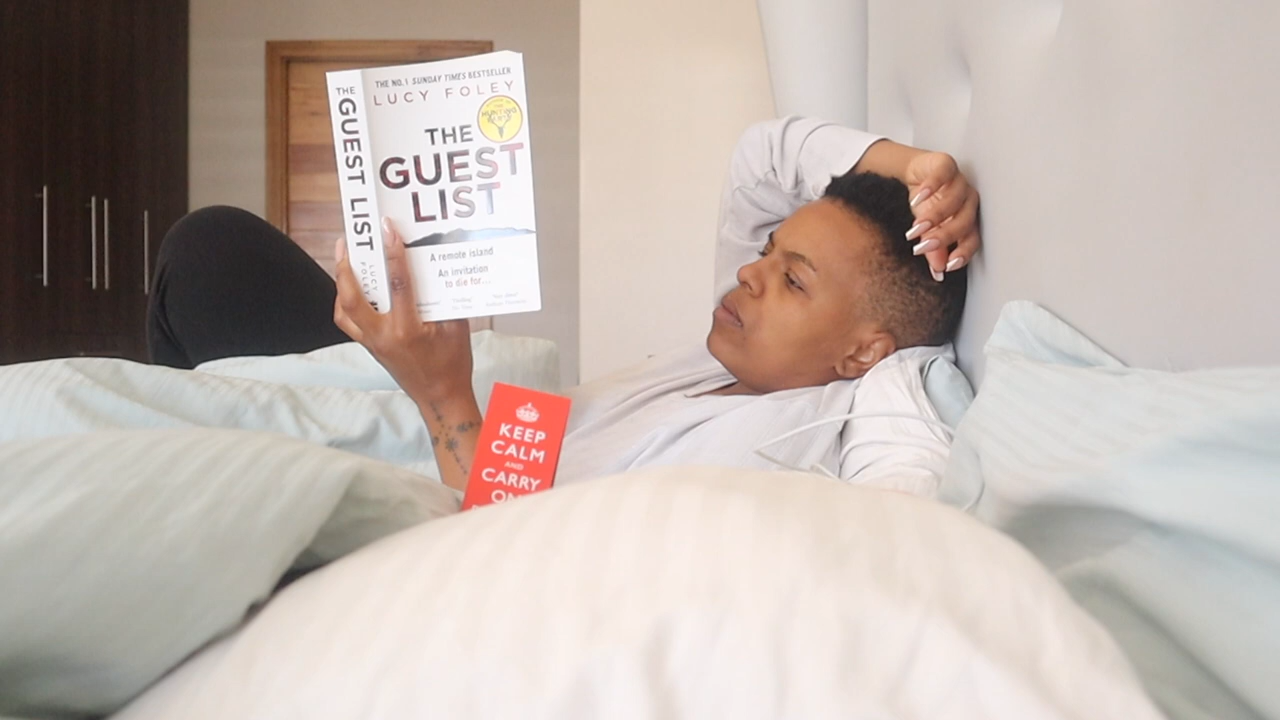 THE GUEST LIST
LUCY FOLEY
THE NO.1 SUNDAY TIMES BESTSELLER
LUCY FOLEY
HUNTING
THE
GUEST
LIST
A remote island
An invitation
to die for...
KEEP
CALM
AND
CARRY
ON